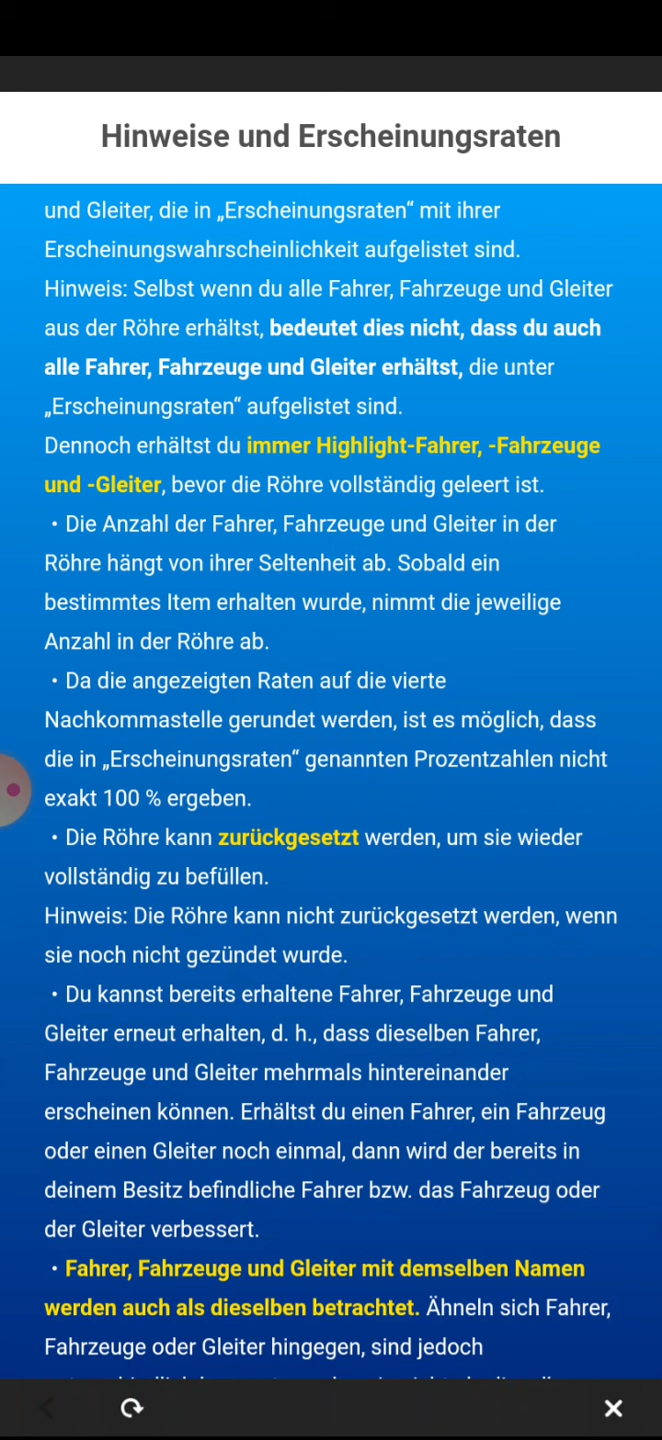 Hinweise und Erscheinungsraten
und Gleiter, die in „Erscheinungsraten“ mit ihrer
Erscheinungswahrscheinlichkeit aufgelistet sind.
Hinweis: Selbst wenn du alle Fahrer, Fahrzeuge und Gleiter
aus der Röhre erhältst, bedeutet dies nicht, dass du auch
alle Fahrer, Fahrzeuge und Gleiter erhältst, die unter
„Erscheinungsraten“ aufgelistet sind.
Dennoch erhältst du immer Highlight-Fahrer, -Fahrzeuge
und -Gleiter, bevor die Röhre vollständig geleert ist.
・Die Anzahl der Fahrer, Fahrzeuge und Gleiter in der
Röhre hängt von ihrer Seltenheit ab. Sobald ein
bestimmtes Item erhalten wurde, nimmt die jeweilige
Anzahl in der Röhre ab.
・Da die angezeigten Raten auf die vierte
Nachkommastelle gerundet werden, ist es möglich, dass
die in „Erscheinungsraten“ genannten Prozentzahlen nicht
exakt 100 % ergeben.
・Die Röhre kann zurückgesetzt werden, um sie wieder
vollständig zu befüllen.
Hinweis: Die Röhre kann nicht zurückgesetzt werden, wenn
sie noch nicht gezündet wurde.
・Du kannst bereits erhaltene Fahrer, Fahrzeuge und
Gleiter erneut erhalten, d. h., dass dieselben Fahrer,
Fahrzeuge und Gleiter mehrmals hintereinander
erscheinen können. Erhältst du einen Fahrer, ein Fahrzeug
oder einen Gleiter noch einmal, dann wird der bereits in
deinem Besitz befindliche Fahrer bzw. das Fahrzeug oder
der Gleiter verbessert.
・Fahrer, Fahrzeuge und Gleiter mit demselben Namen
werden auch als dieselben betrachtet. Ähneln sich Fahrer,
Fahrzeuge oder Gleiter hingegen, sind jedoch